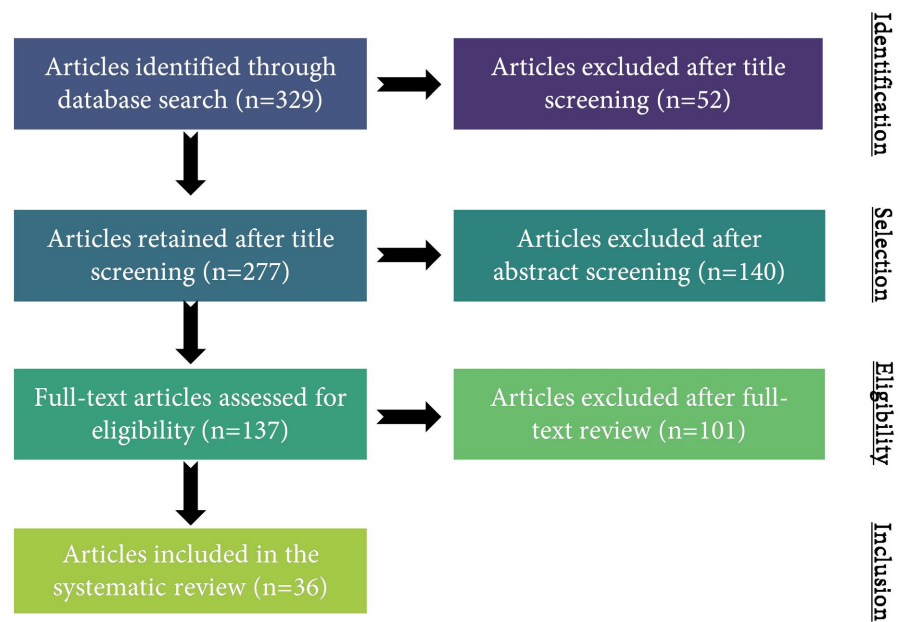 Articles identified through
database search (n=329)
Articles excluded after title
screening (n=52)
Identification
Articles retained after title
screening (n=277)
Articles excluded after
abstract screening (n=140)
Selection
Full-text articles assessed for
eligibility (n=137)
Articles excluded after full-
text review (n=101)
Eligibility
Articles included in the
systematic review (n=36)
Inclusion